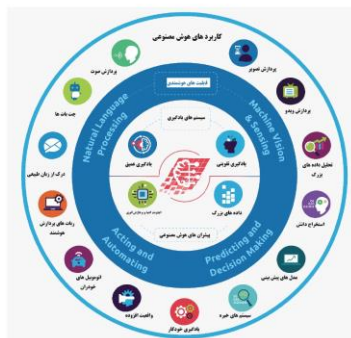 کاربرد های هوش مصنوعی
پردازش صوت
پردازش تصویر
چت بات ها
پردازش ویدو
درک از زبان طبیعی
تحلیل داده های
بزرگ
ربات های پردازش
هوشمند
استخراج دانش
اتومبیل های
خودران
مدل های پیش بینی
واقعیت افزوده
یادگیری خودکار
سیستم های خبره
قابلیت های هوشمندی
Natural Language
Processing
Machine Vision
& Sensing
Acting and
Automating
Predicting and
Decision Making
سیستم های یادگیری
یادگیری عمیق
یادگیری تقویتی
داده های بزرگ
پیشران های هوش مصنوعی